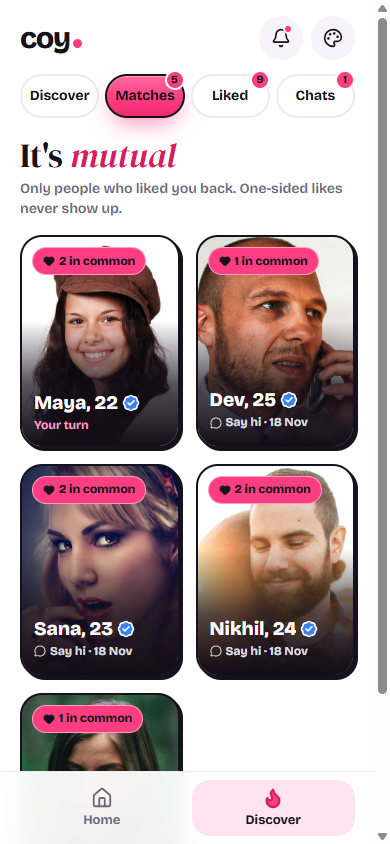 coy.
Discover
Matches
5
Liked
9
Chats
1
It's mutual
Only people who liked you back. One-sided likes
never show up.
2 in common
Maya, 22
Your turn
1 in common
Dev, 25
Say hi · 18 Nov
2 in common
Sana, 23
Say hi · 18 Nov
2 in common
Nikhil, 24
Say hi · 18 Nov
1 in common
Home
Discover